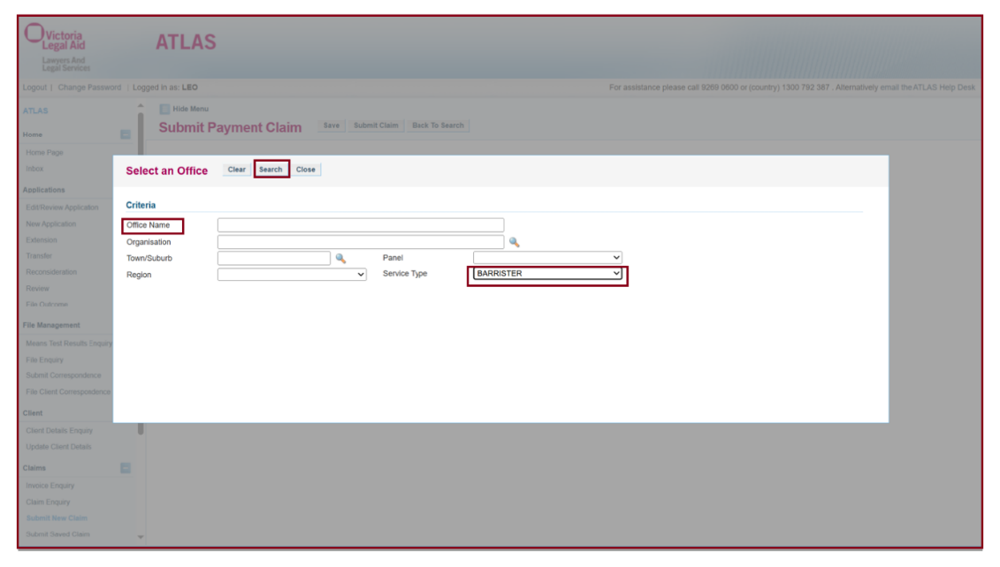 Victoria
Legal Aid
Lawyers And
Legal Services
ATLAS
Logout | Change Password | Logged in as: LEO
For assistance please call 9269 0600 or (country) 1300 792 387 . Alternatively email the ATLAS Help Desk
ATLAS
Hide Menu
Submit Payment Claim Save Submit Claim Back To Search
Home
Home Page
Inbox
Applications
Edit/Review Application
New Application
Extension
Transfer
Reconsideration
Review
File Outcome
File Management
Means Test Results Enquiry
File Enquiry
Submit Correspondence
File Client Correspondence
Client
Client Details Enquiry
Update Client Details
Claims
Invoice Enquiry
Claim Enquiry
Submit New Claim
Submit Saved Claim
Select an Office Clear Search Close
Criteria
Office Name
Organisation
Town/Suburb Panel
Region Service Type BARRISTER